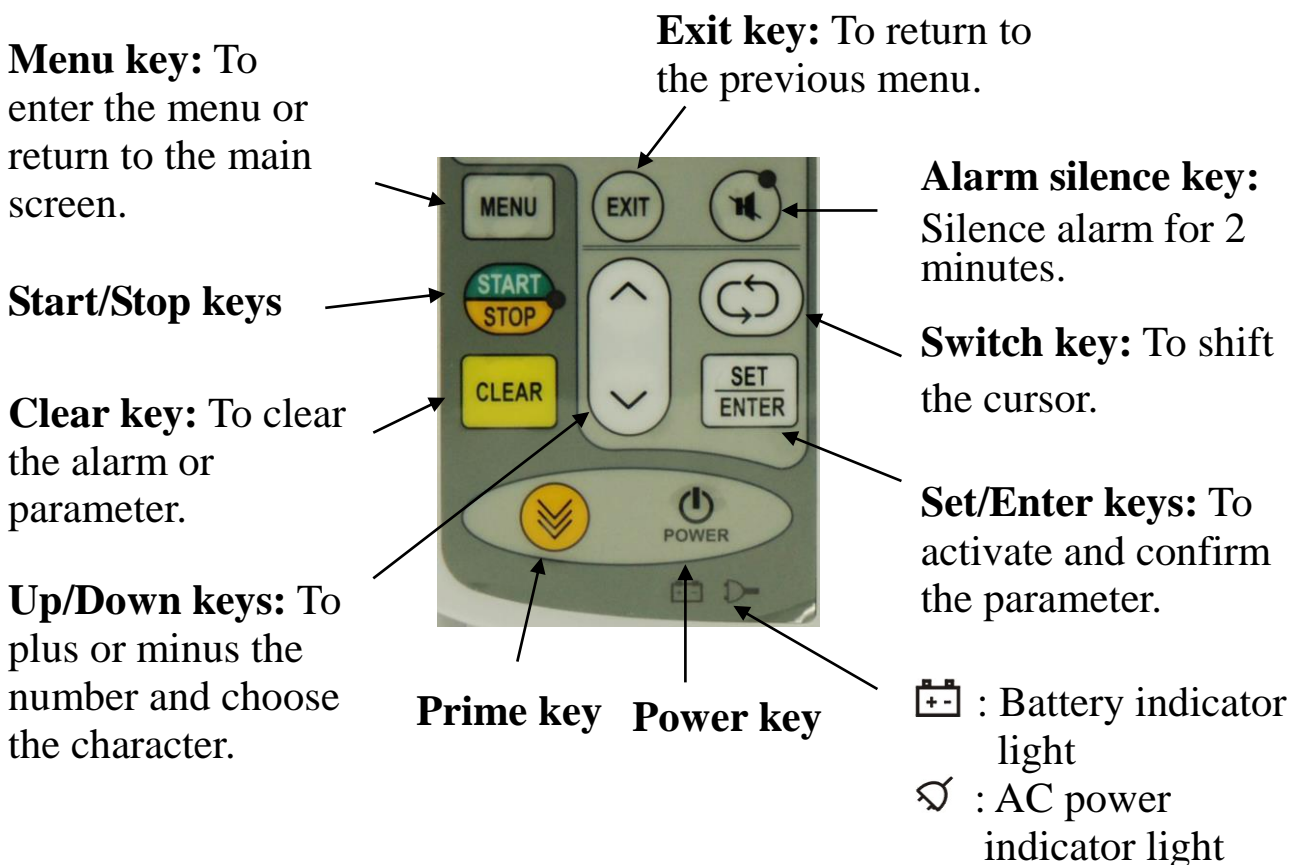 Menu key: To
enter the menu or
return to the main
screen.
Start/Stop keys
Clear key: To clear
the alarm or
parameter.
Up/Down keys: To
plus or minus the
number and choose
the character.
Exit key: To return to
the previous menu.
MENU
EXIT
START
STOP
CLEAR
SET
ENTER
POWER
Prime key
Power key
Alarm silence key:
Silence alarm for 2
minutes.
Switch key: To shift
the cursor.
Set/Enter keys: To
activate and confirm
the parameter.
: Battery indicator
light
: AC power
indicator light